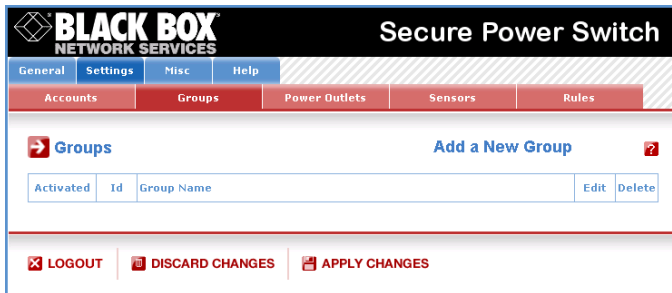 BLACK BOX
NETWORK SERVICES
Secure Power Switch
General Settings Misc Help
Accounts Groups Power Outlets Sensors Rules
Groups Add a New Group ?
Activated Id Group Name Edit Delete
LOGOUT DISCARD CHANGES APPLY CHANGES